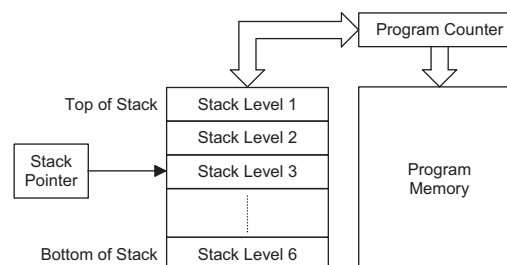 Program Counter
Top of Stack
Stack Level 1
Stack Level 2
Stack
Pointer
Stack Level 3
Program
Memory
Bottom of Stack
Stack Level 6